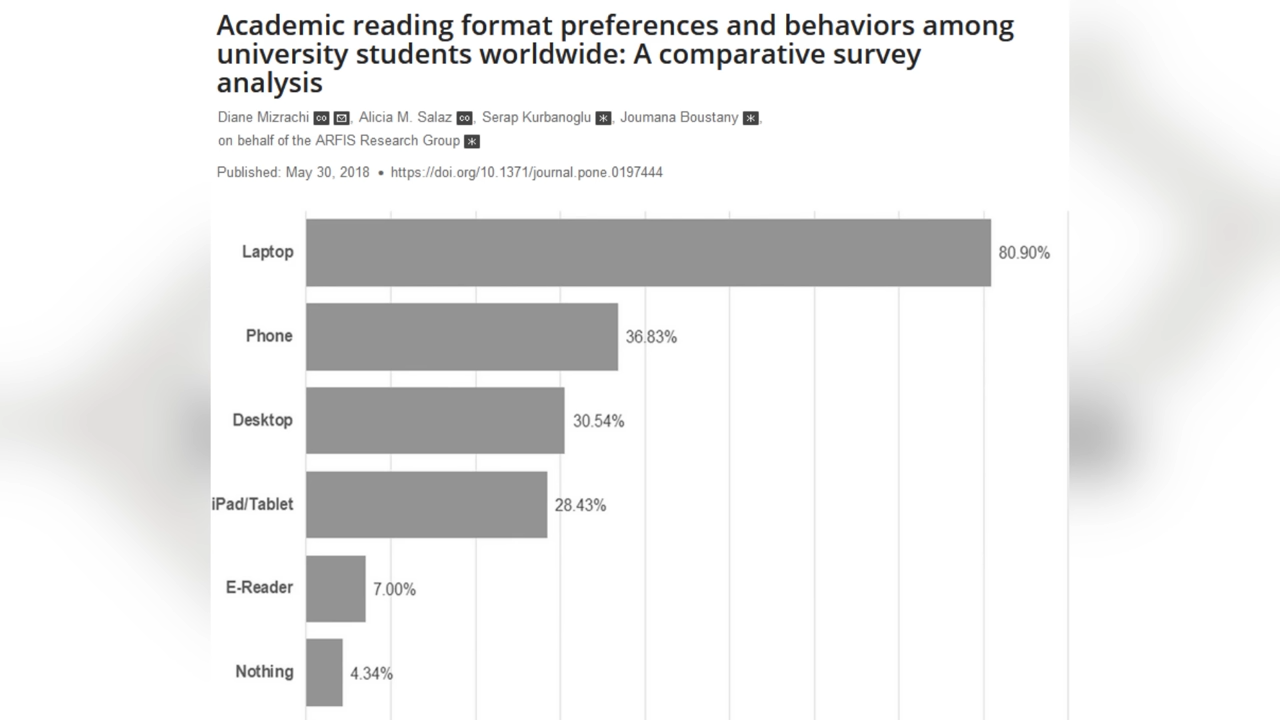 Academic reading format preferences and behaviors among
university students worldwide: A comparative survey
analysis
Diane Mizrachi, Alicia M. Salaz, Serap Kurbanoglu, Joumana Boustany,
on behalf of the ARFIS Research Group
Published: May 30, 2018 • https://doi.org/10.1371/journal.pone.0197444
Laptop 80.90%
Phone 36.83%
Desktop 30.54%
iPad/Tablet 28.43%
E-Reader 7.00%
Nothing 4.34%